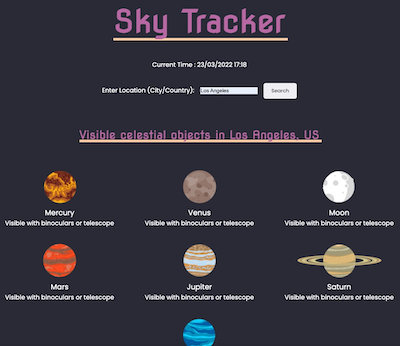 Sky Tracker
Current Time : 23/03/2022 17:18
Enter Location (City/Country): Los Angeles Search
Visible celestial objects in Los Angeles, US
Mercury Venus Moon
Visible with binoculars or telescope Visible with binoculars or telescope Visible with binoculars or telescope
Mars Jupiter Saturn
Visible with binoculars or telescope Visible with binoculars or telescope Visible with binoculars or telescope